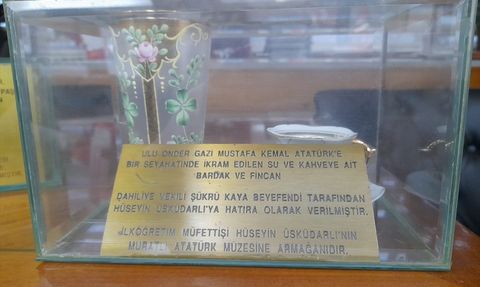 ULU ÖNDER GAZİ MUSTAFA KEMAL ATATÜRK'E
BİR SEYAHATİNDE İKRAM EDİLEN SU VE KAHVEYE AİT
BARDAK VE FİNCAN
DAHİLİYE VEKİLİ ŞÜKRÜ KAYA BEYEFENDİ TARAFINDAN
HÜSEYİN ÜSKÜDARLI'YA HATIRA OLARAK VERİLMİŞTİR.
İLKÖĞRETİM MÜFETTİŞİ HÜSEYİN ÜSKÜDARLI'NIN
MURATLI ATATÜRK MÜZESİNE ARMAĞANIDIR.